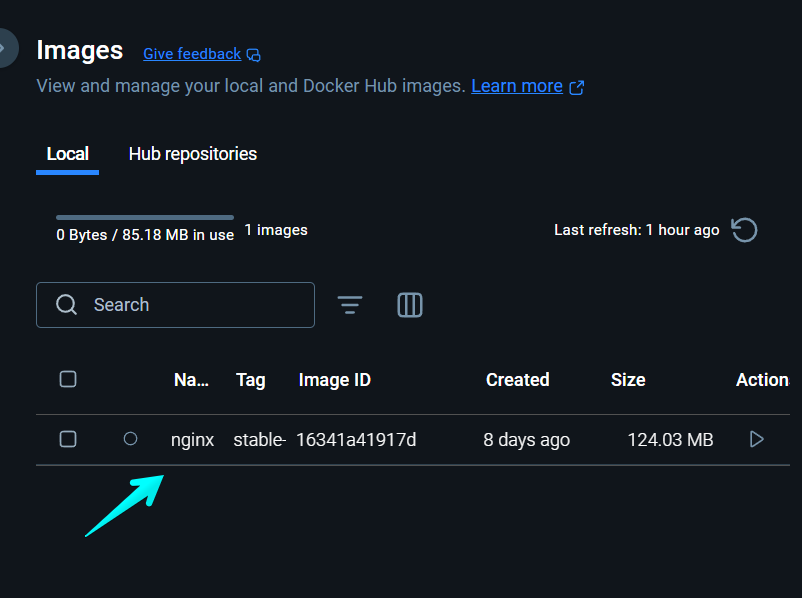 Images Give feedback
View and manage your local and Docker Hub images. Learn more
Local Hub repositories
0 Bytes / 85.18 MB in use 1 images Last refresh: 1 hour ago
Search
Na... Tag Image ID Created Size Action
nginx stable- 16341a41917d 8 days ago 124.03 MB